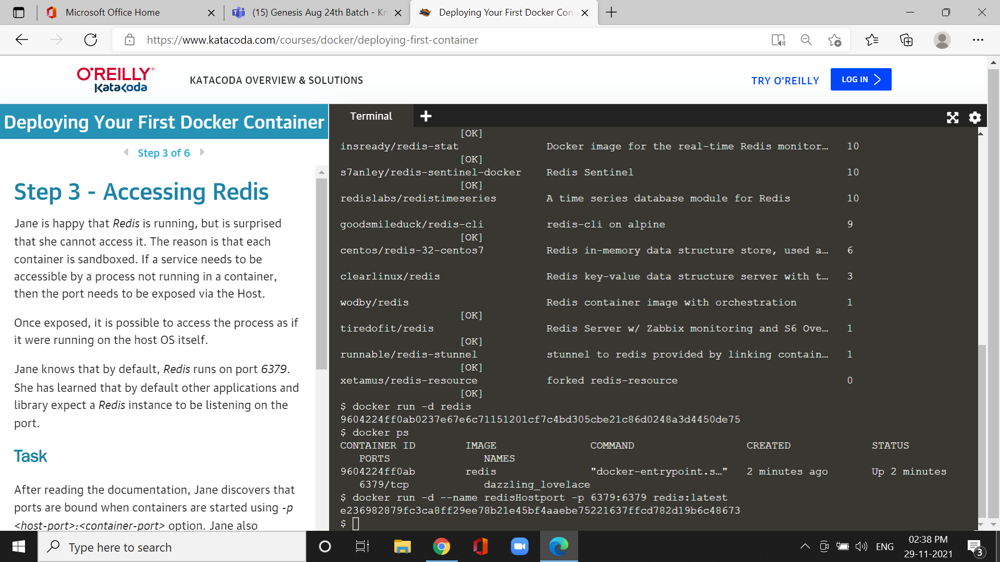 Microsoft Office Home
(15) Genesis Aug 24th Batch - Kn
Deploying Your First Docker Con
https://www.katacoda.com/courses/docker/deploying-first-container
O'REILLY®
Katacoda
KATACODA OVERVIEW & SOLUTIONS
TRY O'REILLY
LOG IN
Deploying Your First Docker Container
Step 3 of 6
Step 3 - Accessing Redis
Jane is happy that Redis is running, but is surprised
that she cannot access it. The reason is that each
container is sandboxed. If a service needs to be
accessible by a process not running in a container,
then the port needs to be exposed via the Host.
Once exposed, it is possible to access the process as if
it were running on the host OS itself.
Jane knows that by default, Redis runs on port 6379.
She has learned that by default other applications and
library expect a Redis instance to be listening on the
port.
Task
After reading the documentation, Jane discovers that
ports are bound when containers are started using -p
<host-port>:<container-port> option. Jane also
Terminal
[OK]
insready/redis-stat Docker image for the real-time Redis monitor… 10
[OK]
s7anley/redis-sentinel-docker Redis Sentinel 10
[OK]
redislabs/redistimeseries A time series database module for Redis 10
goodsmileduck/redis-cli redis-cli on alpine 9
[OK]
centos/redis-32-centos7 Redis in-memory data structure store, used a… 6
clearlinux/redis Redis key-value data structure server with t… 3
wodby/redis Redis container image with orchestration 1
[OK]
tiredofit/redis Redis Server w/ Zabbix monitoring and S6 Ove… 1
[OK]
runnable/redis-stunnel stunnel to redis provided by linking contain… 1
[OK]
xetamus/redis-resource forked redis-resource 0
[OK]
$ docker run -d redis
9604224ff0ab0237e67e6c71151201cf7c4bd305cbe21c86d0248a3d4450de75
$ docker ps
CONTAINER ID IMAGE COMMAND CREATED STATUS
PORTS NAMES
9604224ff0ab redis "docker-entrypoint.s…" 2 minutes ago Up 2 minutes
6379/tcp dazzling_lovelace
$ docker run -d --name redisHostport -p 6379:6379 redis:latest
e236982879fc3ca8ff29ee78b21e45bf4aaebe75221637ffcd782d19b6c48673
$
Type here to search
ENG
02:38 PM
29-11-2021
3